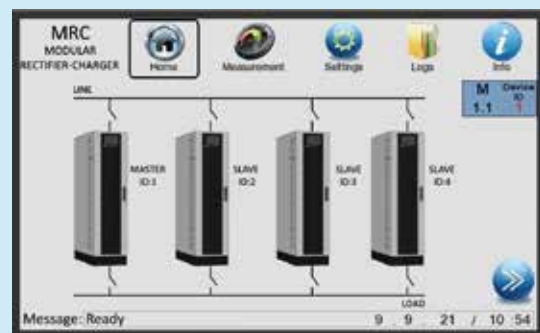 MRC
MODULAR
RECTIFIER-CHARGER
Home
Measurement
Settings
Logs
Info
LINE
M
1.1
Device
ID
1
MASTER
ID:1
SLAVE
ID:2
SLAVE
ID:3
SLAVE
ID:4
LOAD
Message: Ready
9 . 9 . 21 / 10 : 54